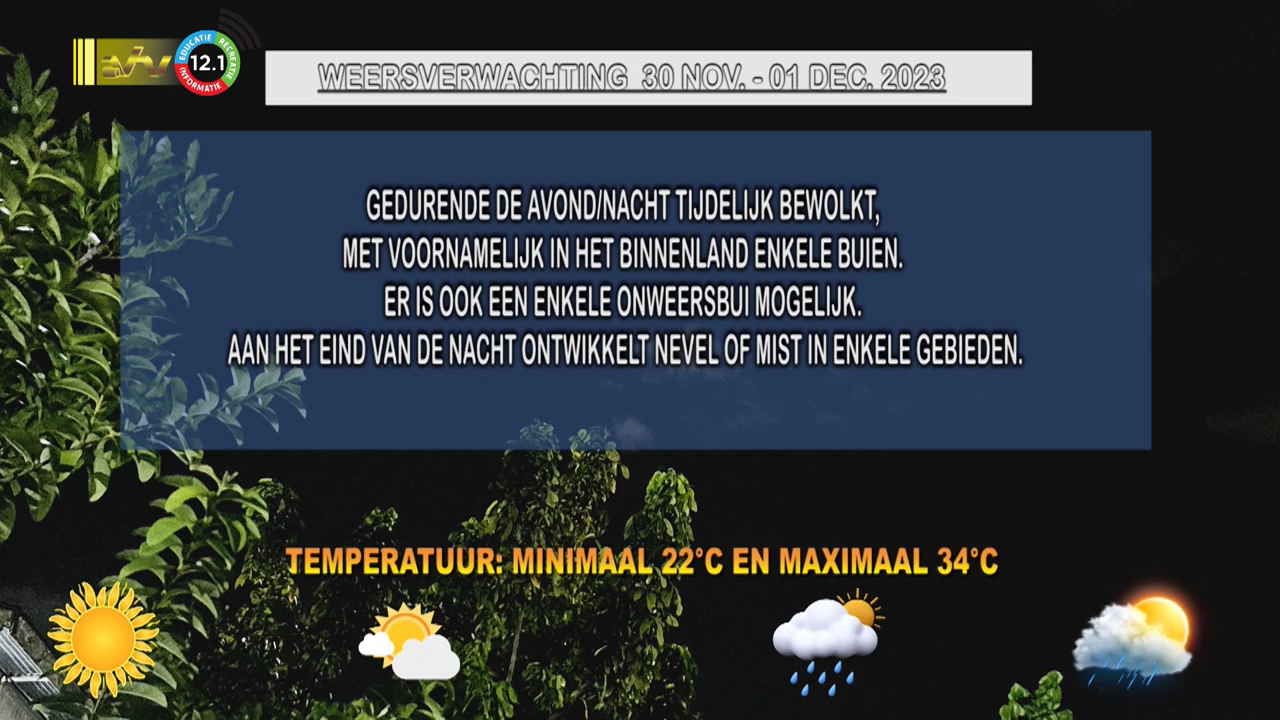 EDUCATIE
RECREATIE
12.1
INFORMATIE
WEERSVERWACHTING 30 NOV. - 01 DEC. 2023
GEDURENDE DE AVOND/NACHT TIJDELIJK BEWOLKT,
MET VOORNAMELIJK IN HET BINNENLAND ENKELE BUIEN.
ER IS OOK EEN ENKELE ONWEERSBUI MOGELIJK.
AAN HET EIND VAN DE NACHT ONTWIKKELT NEVEL OF MIST IN ENKELE GEBIEDEN.
TEMPERATUUR: MINIMAAL 22°C EN MAXIMAAL 34°C